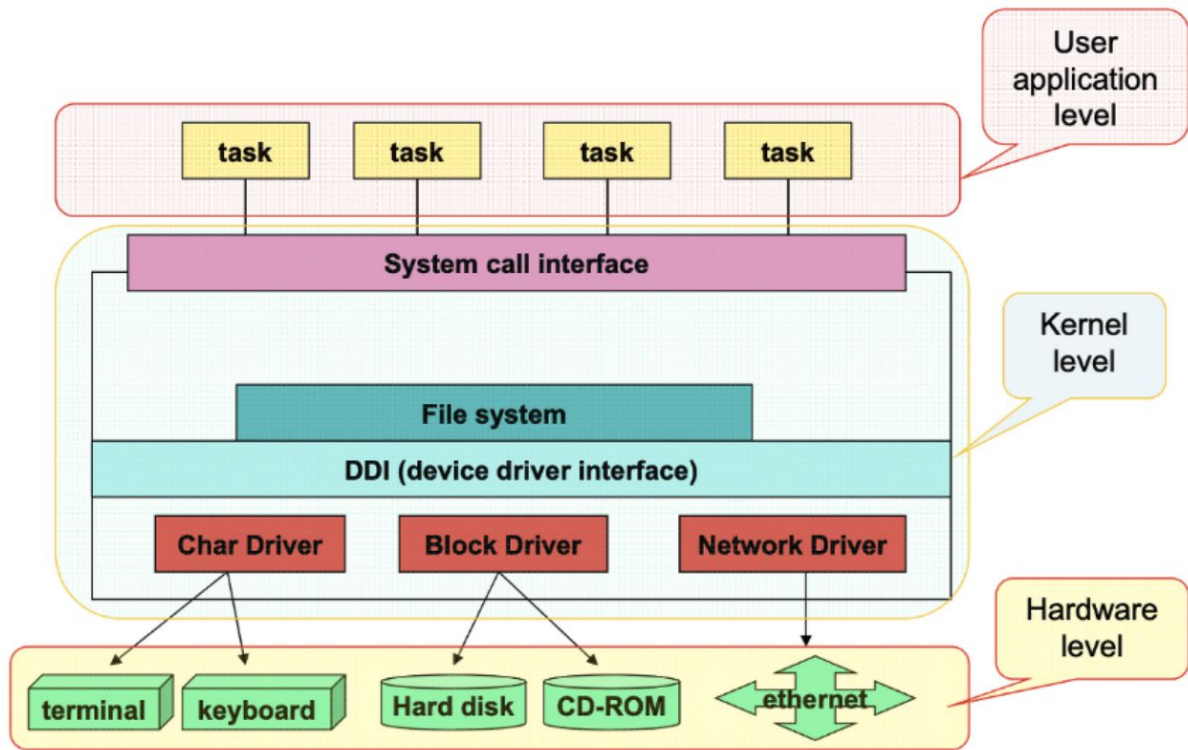 User
application
level
task
task
task
task
System call interface
Kernel
level
File system
DDI (device driver interface)
Char Driver
Block Driver
Network Driver
Hardware
level
terminal
keyboard
Hard disk
CD-ROM
ethernet